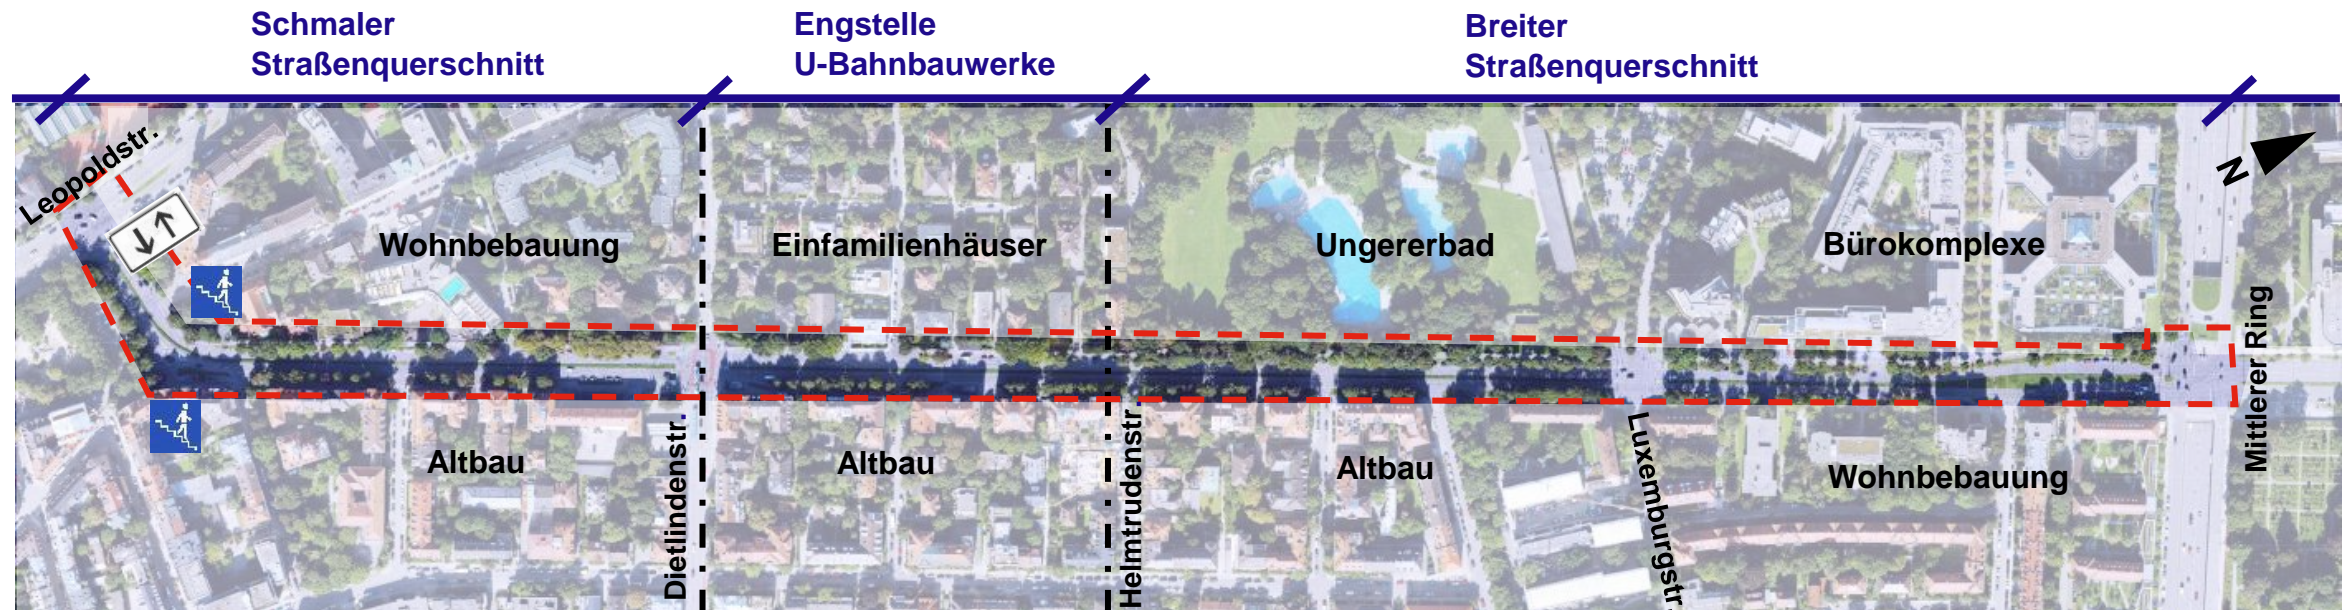 Schmaler
Straßenquerschnitt
Engstelle
U-Bahnbauwerke
Breiter
Straßenquerschnitt
Leopoldstr.
N
Wohnbebauung
Einfamilienhäuser
Ungererbad
Bürokomplexe
Mittlerer Ring
Dietlindenstr.
Helmtrudenstr.
Luxemburgstr.
Altbau
Altbau
Altbau
Wohnbebauung